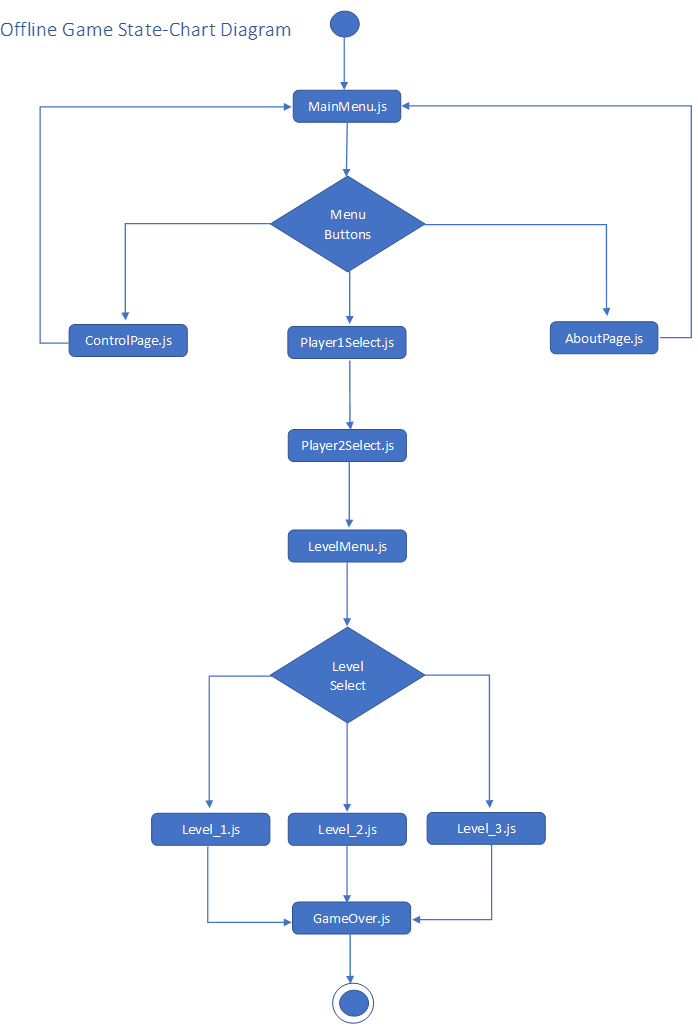 Offline Game State-Chart Diagram
MainMenu.js
Menu
Buttons
ControlPage.js
Player1Select.js
AboutPage.js
Player2Select.js
LevelMenu.js
Level
Select
Level_1.js
Level_2.js
Level_3.js
GameOver.js